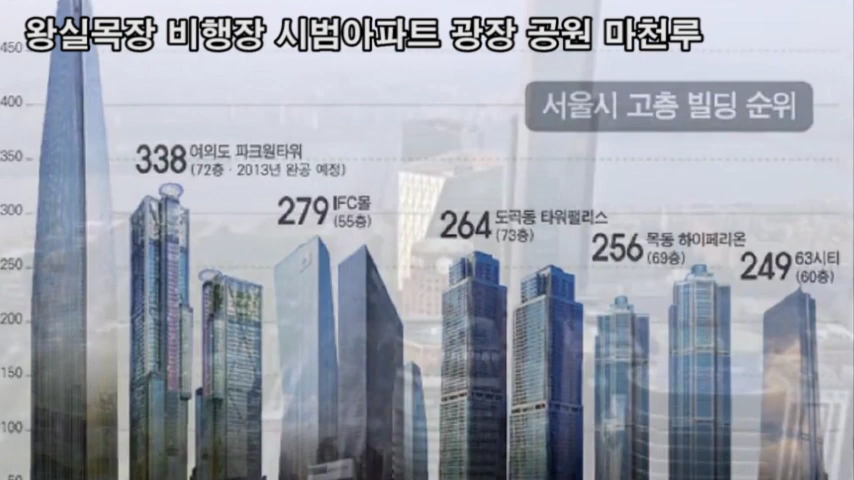 왕실목장 비행장 시범아파트 광장 공원 마천루
서울시 고층 빌딩 순위
450
400
350
300
250
200
150
100
50
338 여의도 파크원타워
(72층·2013년 완공 예정)
279 IFC몰
(55층)
264 도곡동 타워팰리스
(73층)
256 목동 하이페리온
(69층)
249 63시티
(60층)